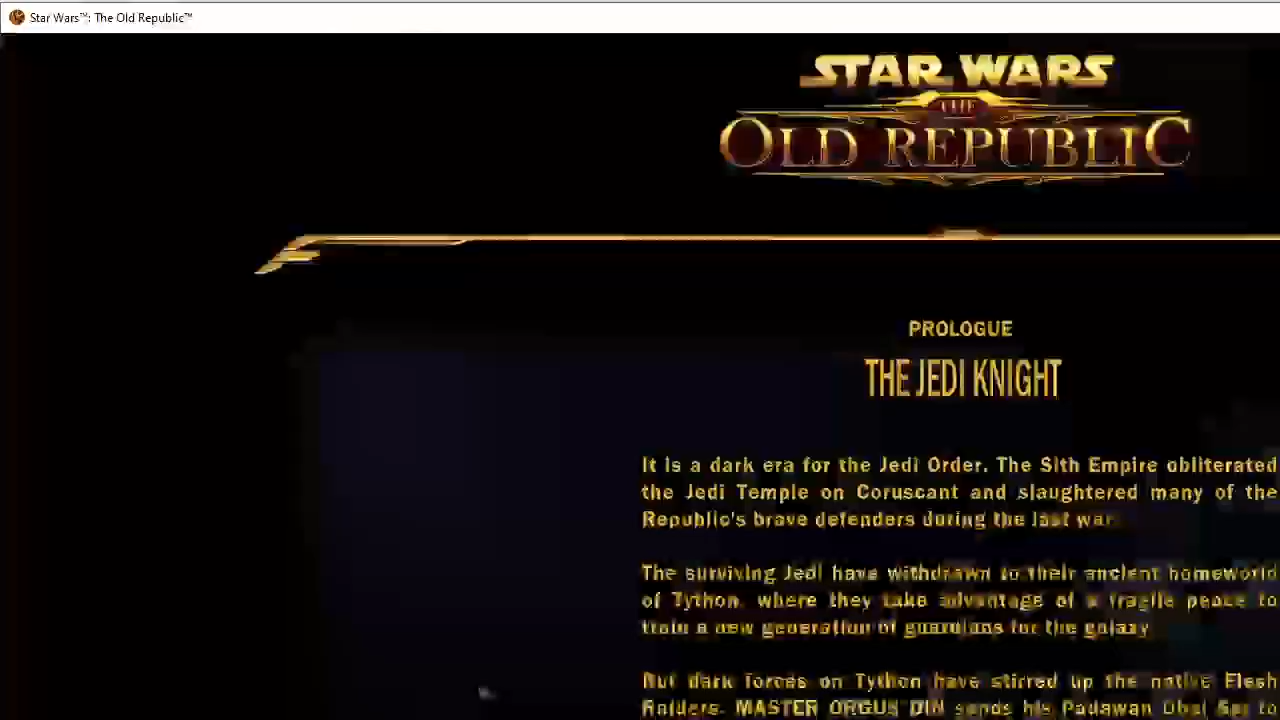 Star Wars™: The Old Republic™
STAR WARS
THE
OLD REPUBLIC
PROLOGUE
THE JEDI KNIGHT
It is a dark era for the Jedi Order. The Sith Empire obliterated
the Jedi Temple on Coruscant and slaughtered many of the
Republic's brave defenders during the last war.
The surviving Jedi have withdrawn to their ancient homeworld
of Tython, where they take advantage of a fragile peace to
train a new generation of guardians for the galaxy.
But dark forces on Tython have stirred up the native Flesh
Raiders. MASTER ORGUS DIN sends his Padawan